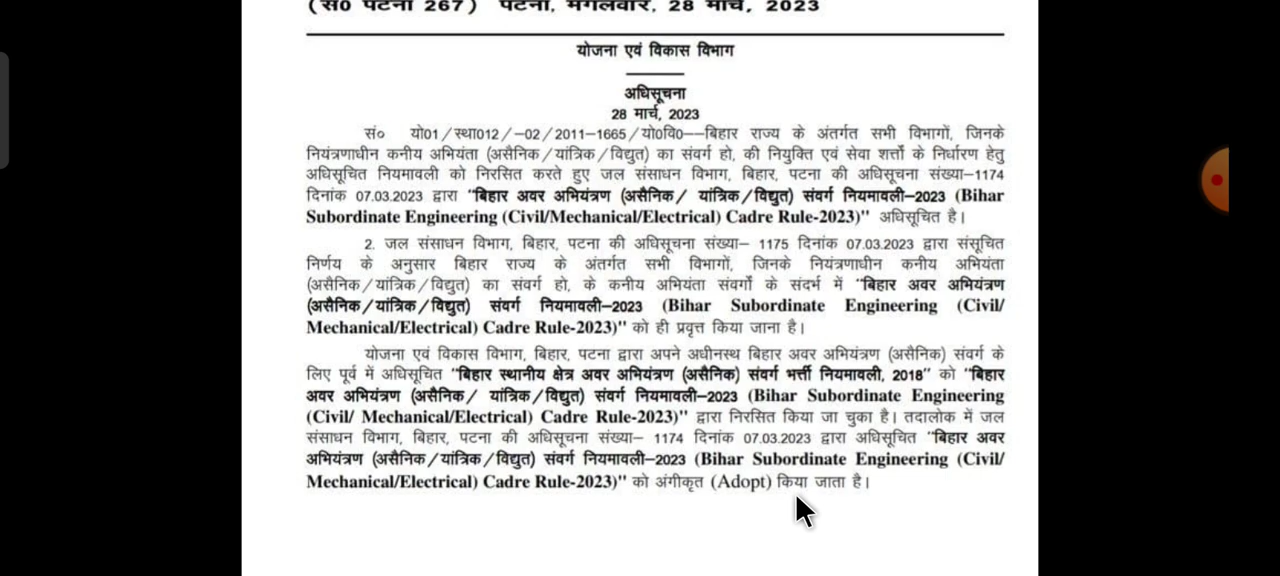 (सं0 पटना 267) पटना, मंगलवार, 28 मार्च, 2023
योजना एवं विकास विभाग
अधिसूचना
28 मार्च, 2023
सं० यो01/स्था012/–02/2011-1665/यो0वि0––बिहार राज्य के अंतर्गत सभी विभागों, जिनके
नियंत्रणाधीन कनीय अभियंता (असैनिक/यांत्रिक/विद्युत) का संवर्ग हो, की नियुक्ति एवं सेवा शर्त्तो के निर्धारण हेतु
अधिसूचित नियमावली को निरसित करते हुए जल संसाधन विभाग, बिहार, पटना की अधिसूचना संख्या–1174
दिनांक 07.03.2023 द्वारा "बिहार अवर अभियंत्रण (असैनिक/ यांत्रिक/विद्युत) संवर्ग नियमावली–2023 (Bihar
Subordinate Engineering (Civil/Mechanical/Electrical) Cadre Rule-2023)" अधिसूचित है।
2. जल संसाधन विभाग, बिहार, पटना की अधिसूचना संख्या– 1175 दिनांक 07.03.2023 द्वारा संसूचित
निर्णय के अनुसार बिहार राज्य के अंतर्गत सभी विभागों, जिनके नियंत्रणाधीन कनीय अभियंता
(असैनिक/यांत्रिक/विद्युत) का संवर्ग हो, के कनीय अभियंता संवर्गों के संदर्भ में "बिहार अवर अभियंत्रण
(असैनिक/यांत्रिक/विद्युत) संवर्ग नियमावली–2023 (Bihar Subordinate Engineering (Civil/
Mechanical/Electrical) Cadre Rule-2023)" को ही प्रवृत्त किया जाना है।
योजना एवं विकास विभाग, बिहार, पटना द्वारा अपने अधीनस्थ बिहार अवर अभियंत्रण (असैनिक) संवर्ग के
लिए पूर्व में अधिसूचित "बिहार स्थानीय क्षेत्र अवर अभियंत्रण (असैनिक) संवर्ग भर्त्ती नियमावली, 2018" को "बिहार
अवर अभियंत्रण (असैनिक/ यांत्रिक/विद्युत) संवर्ग नियमावली–2023 (Bihar Subordinate Engineering
(Civil/ Mechanical/Electrical) Cadre Rule-2023)" द्वारा निरसित किया जा चुका है। तदालोक में जल
संसाधन विभाग, बिहार, पटना की अधिसूचना संख्या– 1174 दिनांक 07.03.2023 द्वारा अधिसूचित "बिहार अवर
अभियंत्रण (असैनिक/यांत्रिक/विद्युत) संवर्ग नियमावली–2023 (Bihar Subordinate Engineering (Civil/
Mechanical/Electrical) Cadre Rule-2023)" को अंगीकृत (Adopt) किया जाता है।